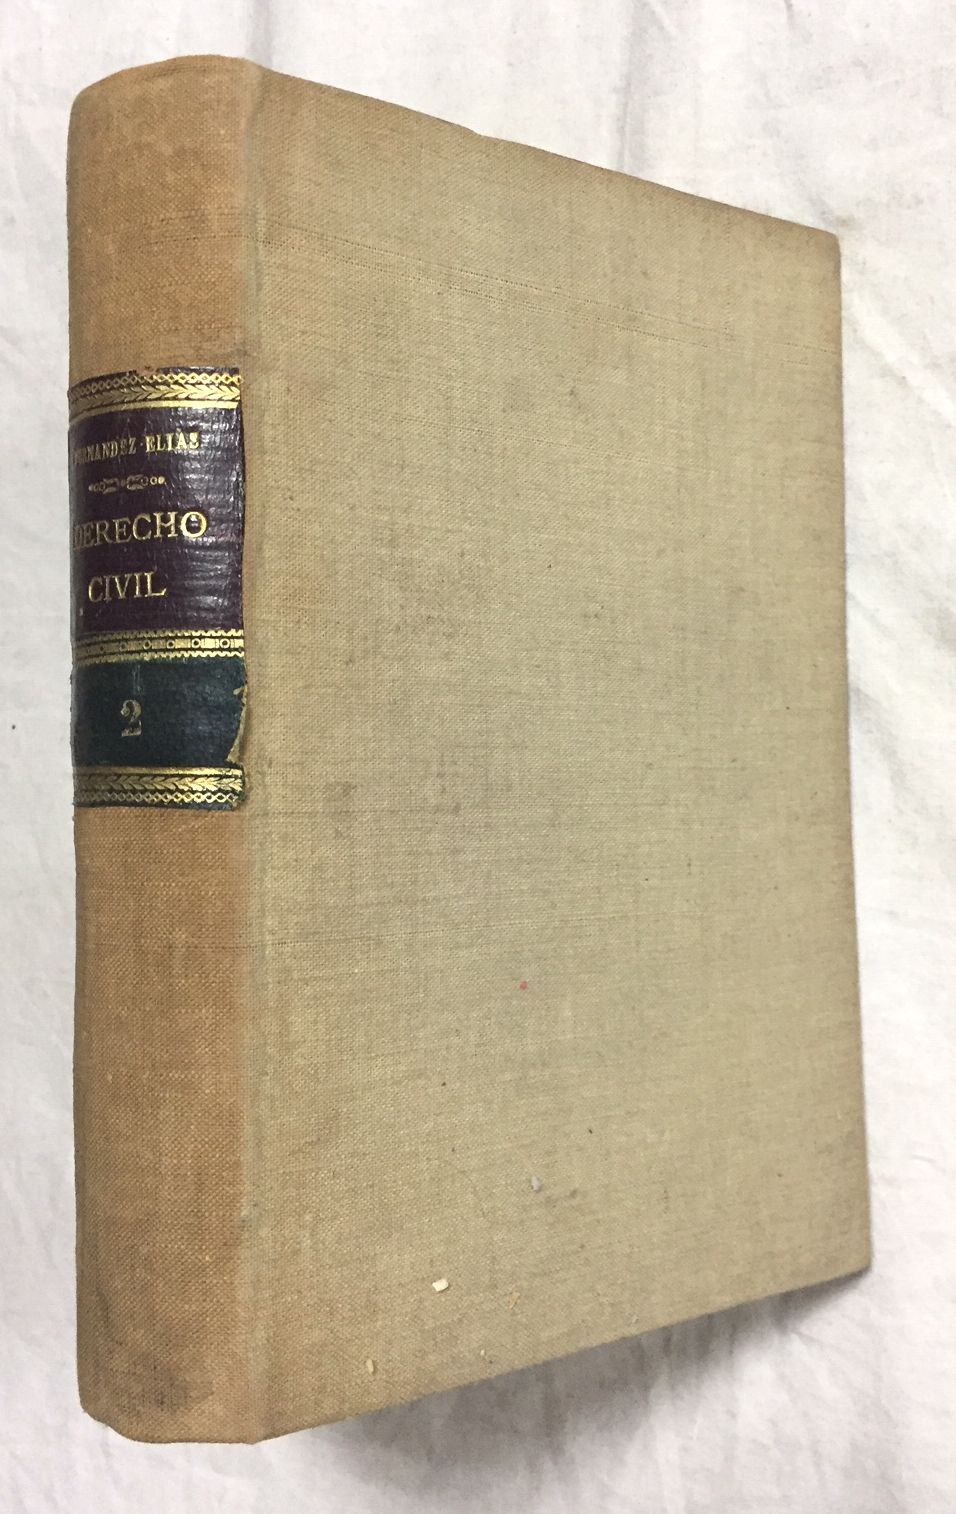 FERNANDEZ ELIAS
DERECHO
CIVIL
2